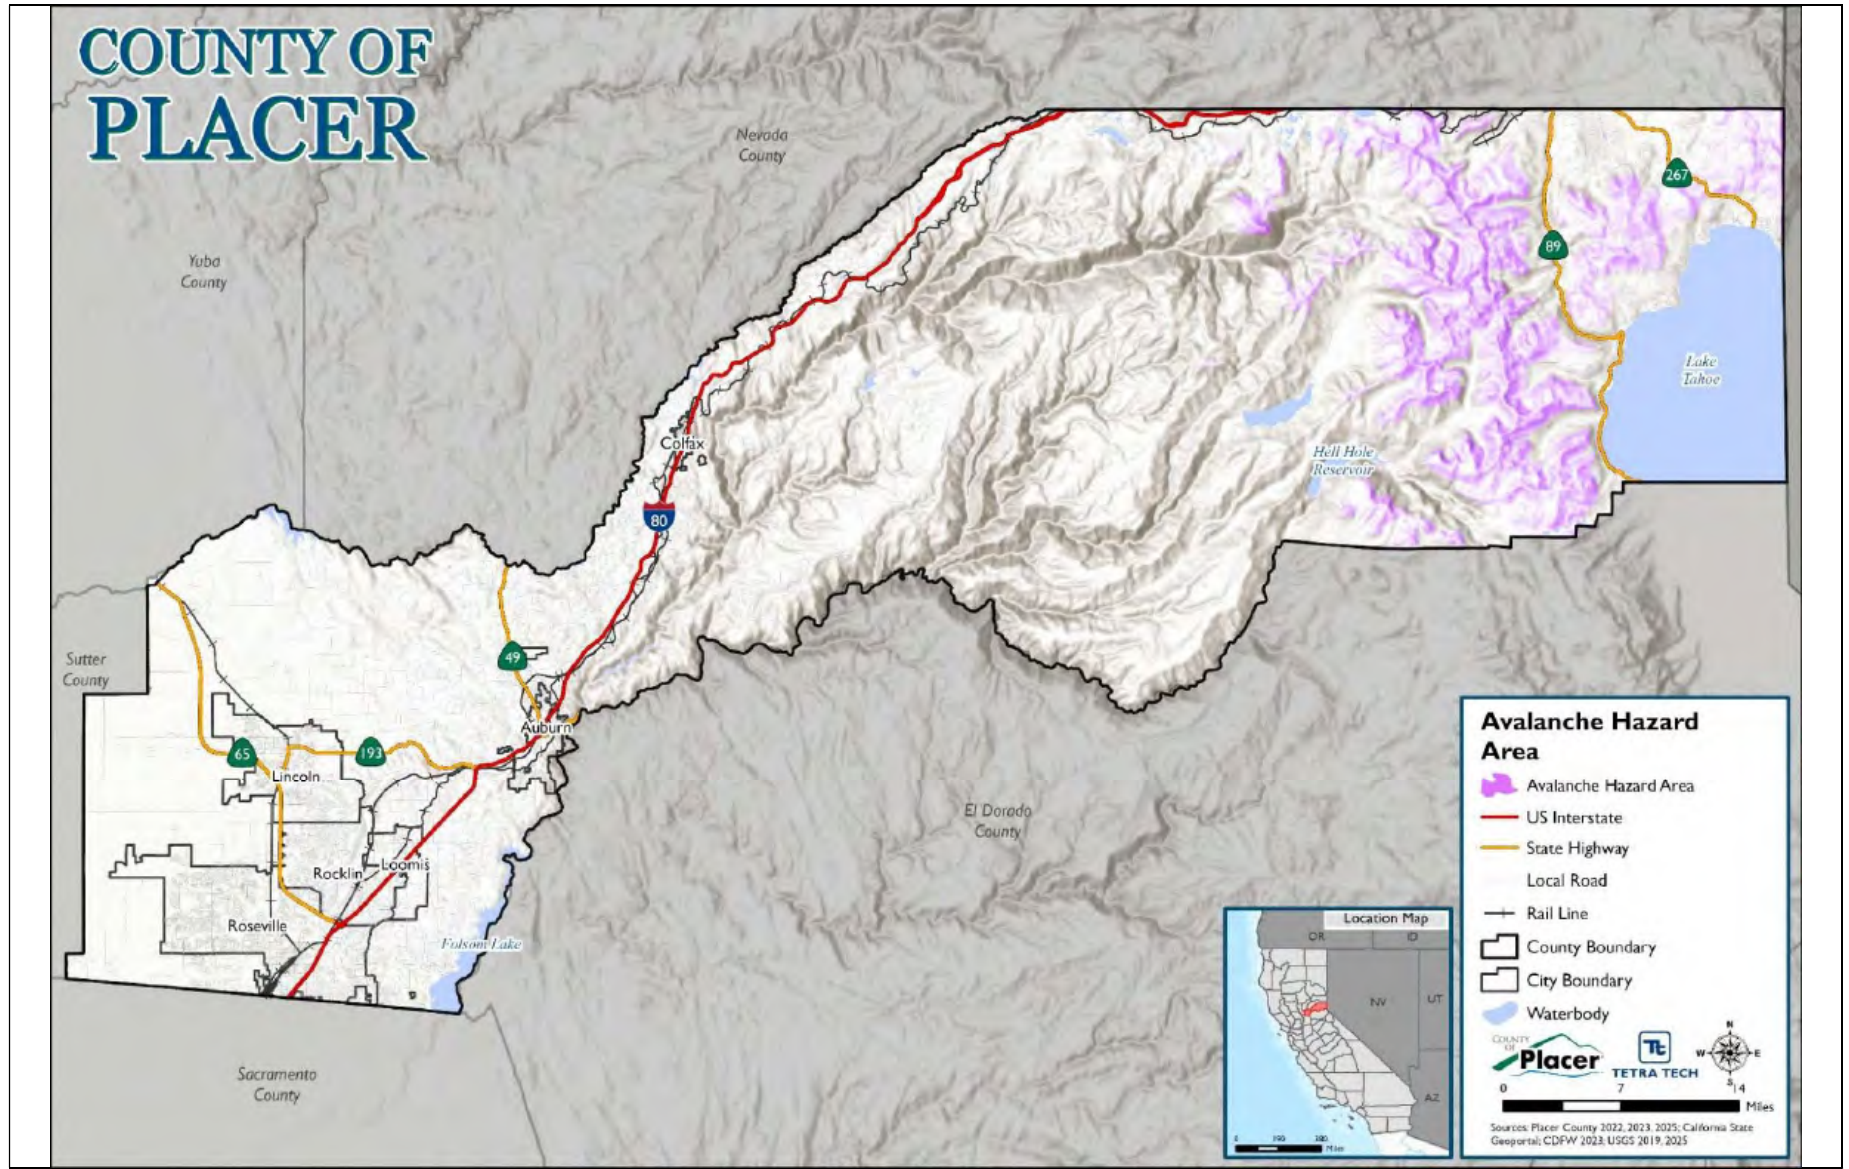 COUNTY OF
PLACER
Nevada
County
Yuba
County
267
89
Lake
Tahoe
Colfax
Hell Hole
Reservoir
80
Sutter
County
49
Auburn
65
193
Lincoln
El Dorado
County
Rocklin
Loomis
Roseville
Folsom Lake
Sacramento
County
Location Map
OR
ID
NV
UT
AZ
Miles
Avalanche Hazard
Area
Avalanche Hazard Area
US Interstate
State Highway
Local Road
Rail Line
County Boundary
City Boundary
Waterbody
COUNTY
OF
Placer
TETRA TECH
N
W
E
S
0 7 14
Miles
Sources: Placer County 2022, 2023, 2025; California State
Geoportal; CDFW 2023; USGS 2019, 2025